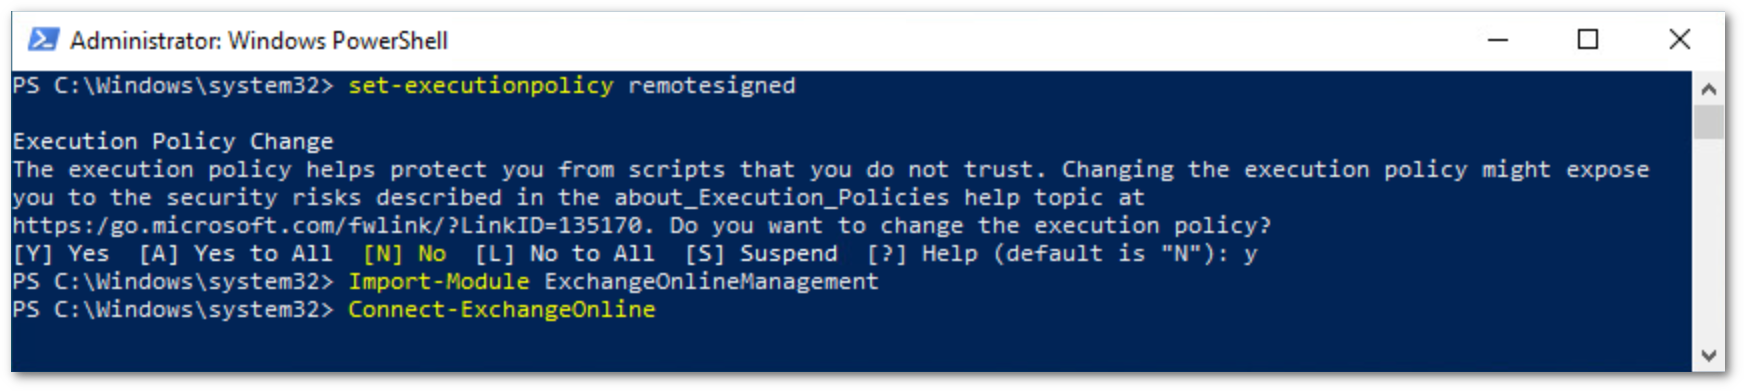 Administrator: Windows PowerShell
PS C:\Windows\system32> set-executionpolicy remotesigned
Execution Policy Change
The execution policy helps protect you from scripts that you do not trust. Changing the execution policy might expose
you to the security risks described in the about_Execution_Policies help topic at
https:/go.microsoft.com/fwlink/?LinkID=135170. Do you want to change the execution policy?
[Y] Yes  [A] Yes to All  [N] No  [L] No to All  [S] Suspend  [?] Help (default is "N"): y
PS C:\Windows\system32> Import-Module ExchangeOnlineManagement
PS C:\Windows\system32> Connect-ExchangeOnline